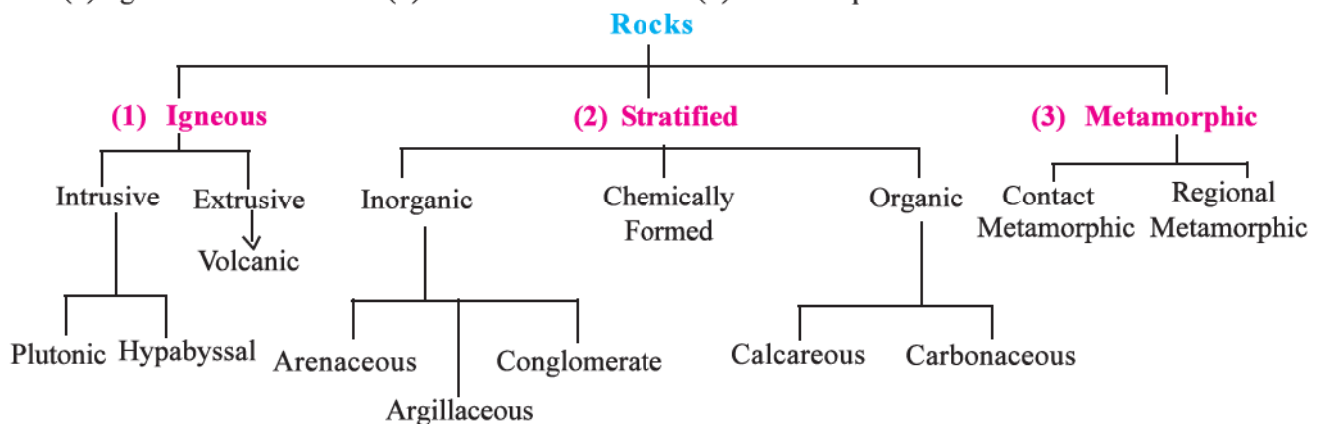 Rocks
(1) Igneous
(2) Stratified
(3) Metamorphic
Intrusive
Extrusive
Inorganic
Chemically
Formed
Organic
Contact
Metamorphic
Regional
Metamorphic
Volcanic
Plutonic
Hypabyssal
Arenaceous
Argillaceous
Conglomerate
Calcareous
Carbonaceous